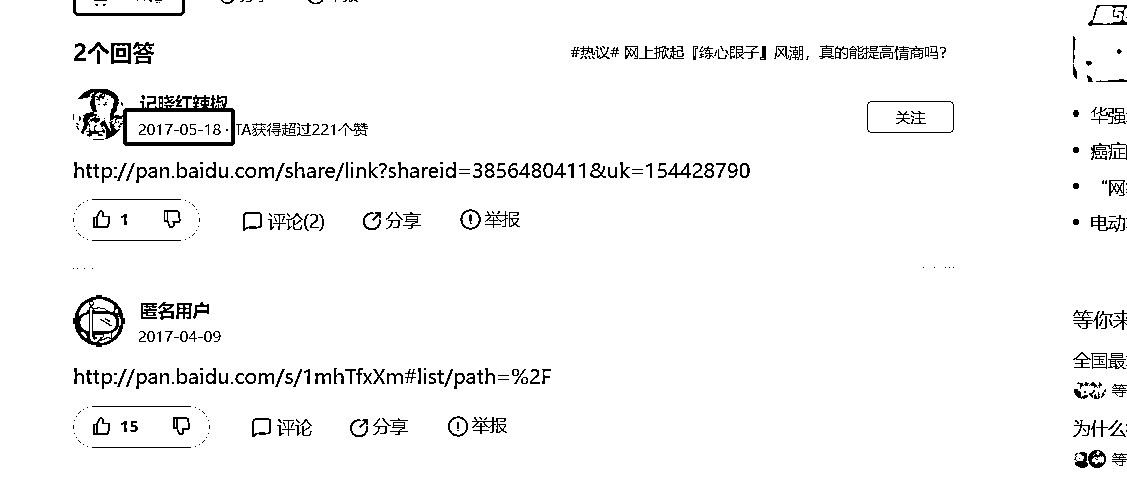 2个回答
#热议# 网上掀起『练心眼子』风潮，真的能提高情商吗？
记晓红辣椒
2017-05-18 · TA获得超过221个赞
关注
http://pan.baidu.com/share/link?shareid=3856480411&uk=154428790
1
评论(2)
分享
举报
匿名用户
2017-04-09
http://pan.baidu.com/s/1mhTfxXm#list/path=%2F
15
评论
分享
举报
华强
癌症
“网
电动
等你来
全国最
等
为什么
等